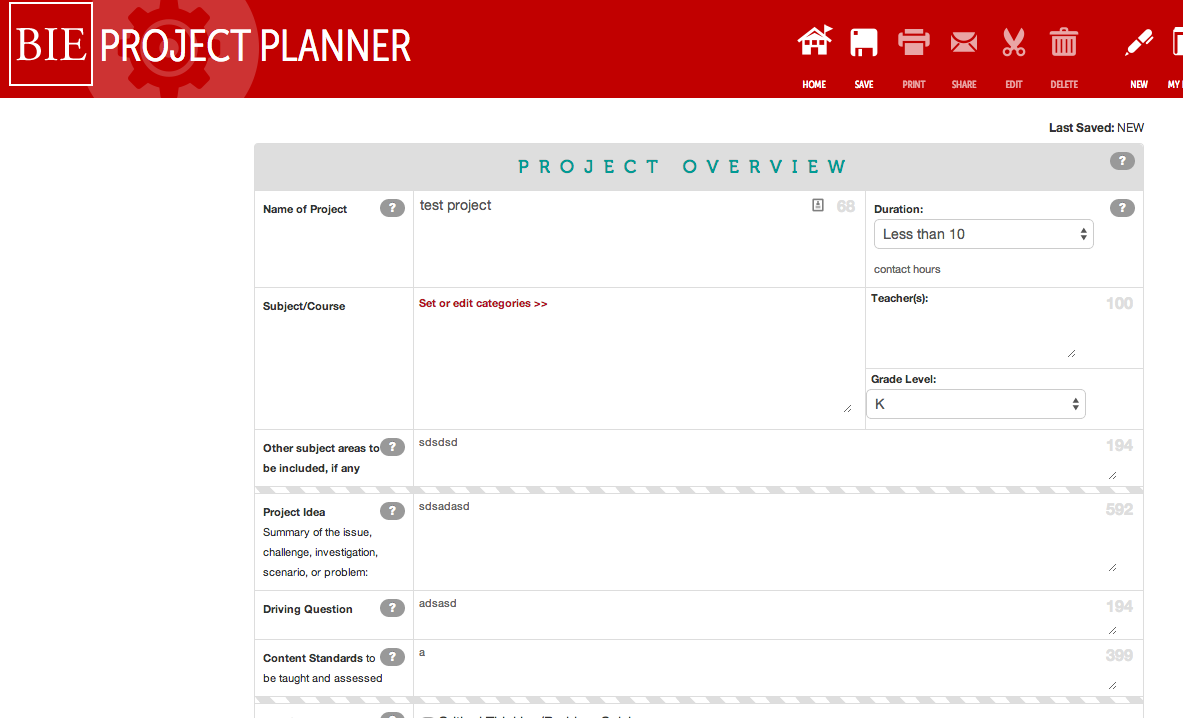 BIE PROJECT PLANNER
HOME SAVE PRINT SHARE EDIT DELETE NEW MY
Last Saved: NEW
PROJECT OVERVIEW ?
Name of Project ? test project 68 Duration: ?
Less than 10
contact hours
Subject/Course Set or edit categories >> Teacher(s): 100
Grade Level:
K
Other subject areas to ? sdsdsd 194
be included, if any
Project Idea ? sdsadasd 592
Summary of the issue,
challenge, investigation,
scenario, or problem:
Driving Question ? adsasd 194
Content Standards to ? a 399
be taught and assessed